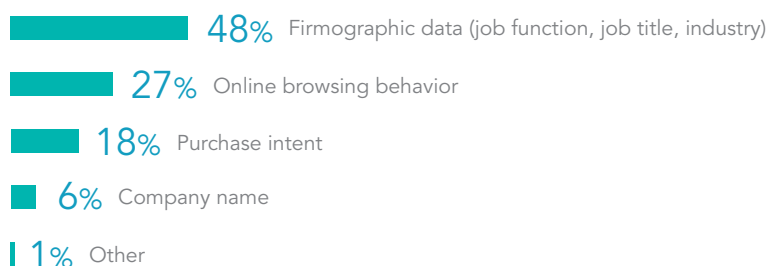 48% Firmographic data (job function, job title, industry)
27% Online browsing behavior
18% Purchase intent
6% Company name
1% Other